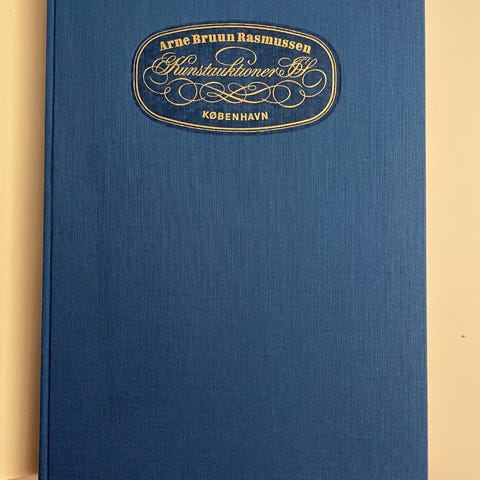 Arne Bruun Rasmussen
Kunstauktioner
KØBENHAVN